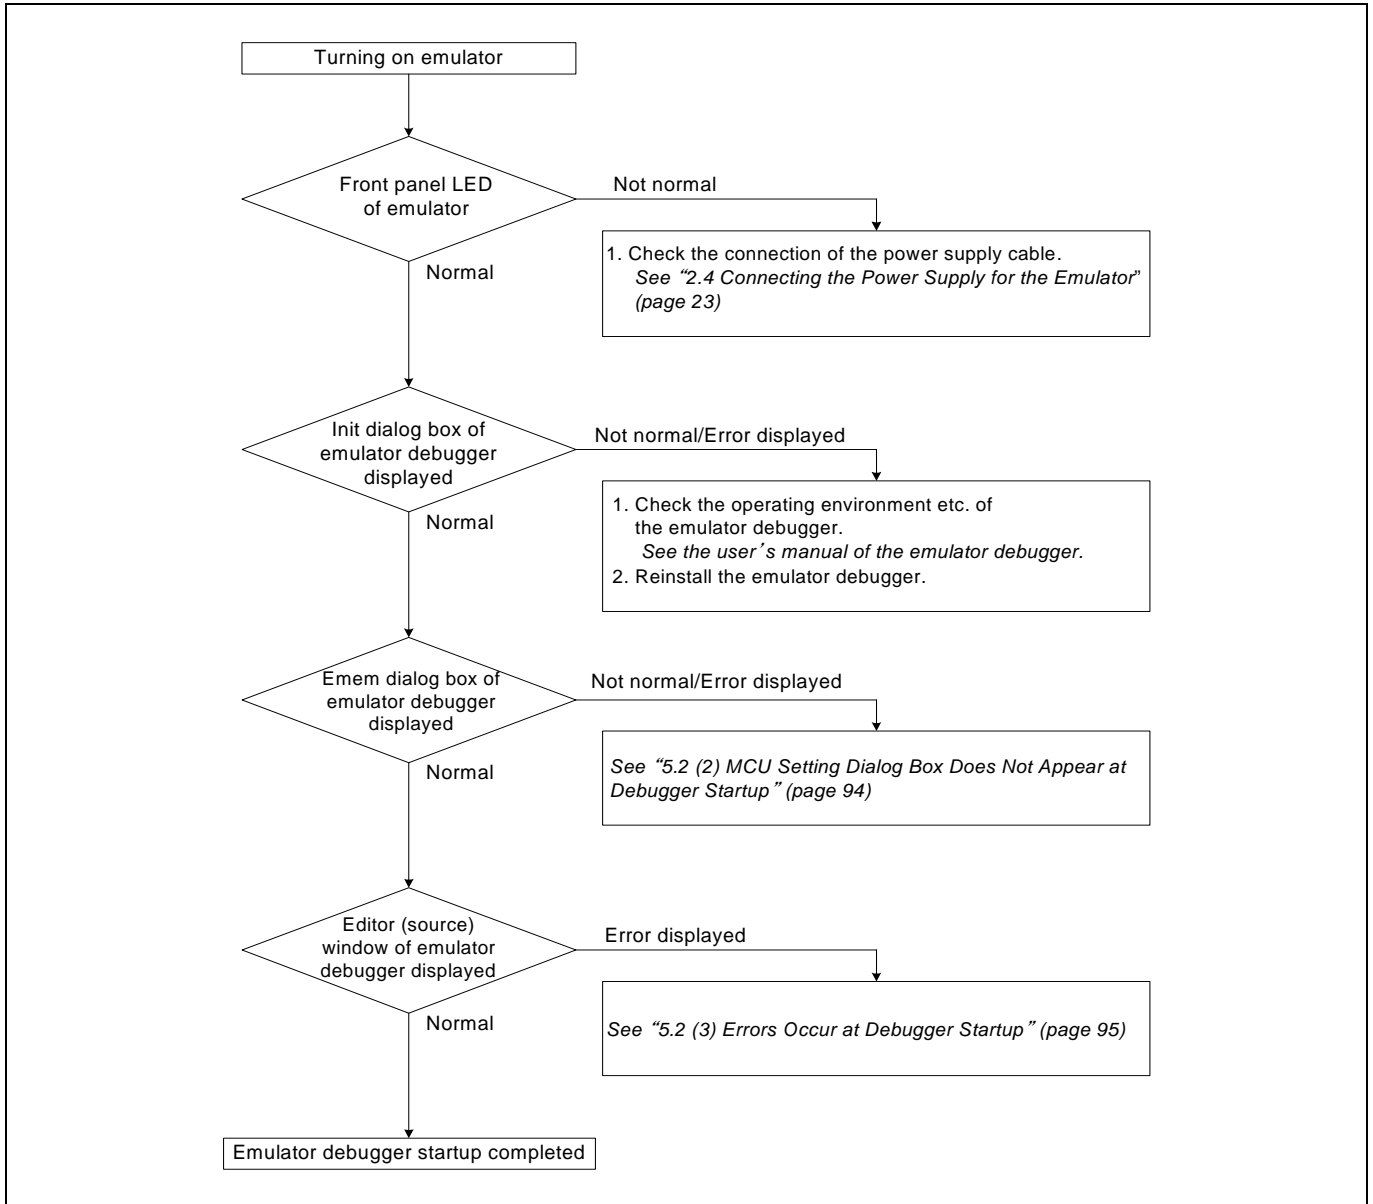 Turning on emulator
Front panel LED
of emulator
Not normal
Normal
1. Check the connection of the power supply cable.
See “2.4 Connecting the Power Supply for the Emulator”
(page 23)
Init dialog box of
emulator debugger
displayed
Not normal/Error displayed
Normal
1. Check the operating environment etc. of
the emulator debugger.
See the user´s manual of the emulator debugger.
2. Reinstall the emulator debugger.
Emem dialog box of
emulator debugger
displayed
Not normal/Error displayed
Normal
See “5.2 (2) MCU Setting Dialog Box Does Not Appear at
Debugger Startup” (page 94)
Editor (source)
window of emulator
debugger displayed
Error displayed
Normal
See “5.2 (3) Errors Occur at Debugger Startup” (page 95)
Emulator debugger startup completed